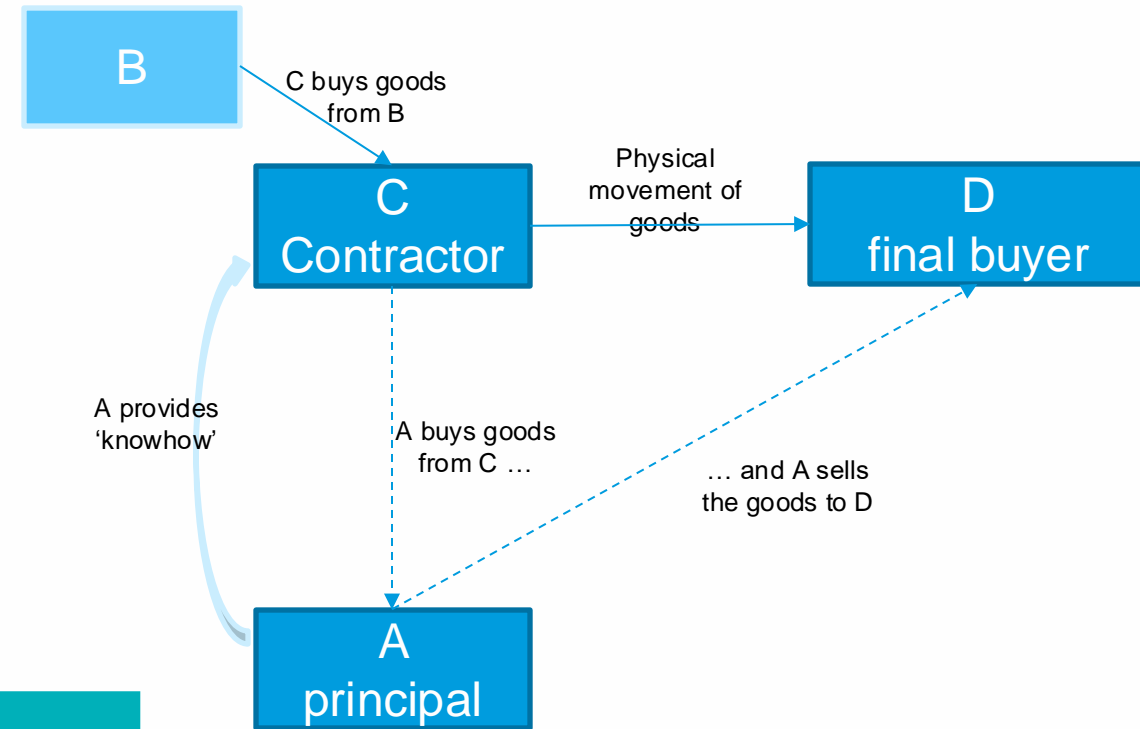 B
C buys goods
from B
C
Contractor
Physical
movement of
goods
D
final buyer
A provides
‘knowhow’
A buys goods
from C …
… and A sells
the goods to D
A
principal